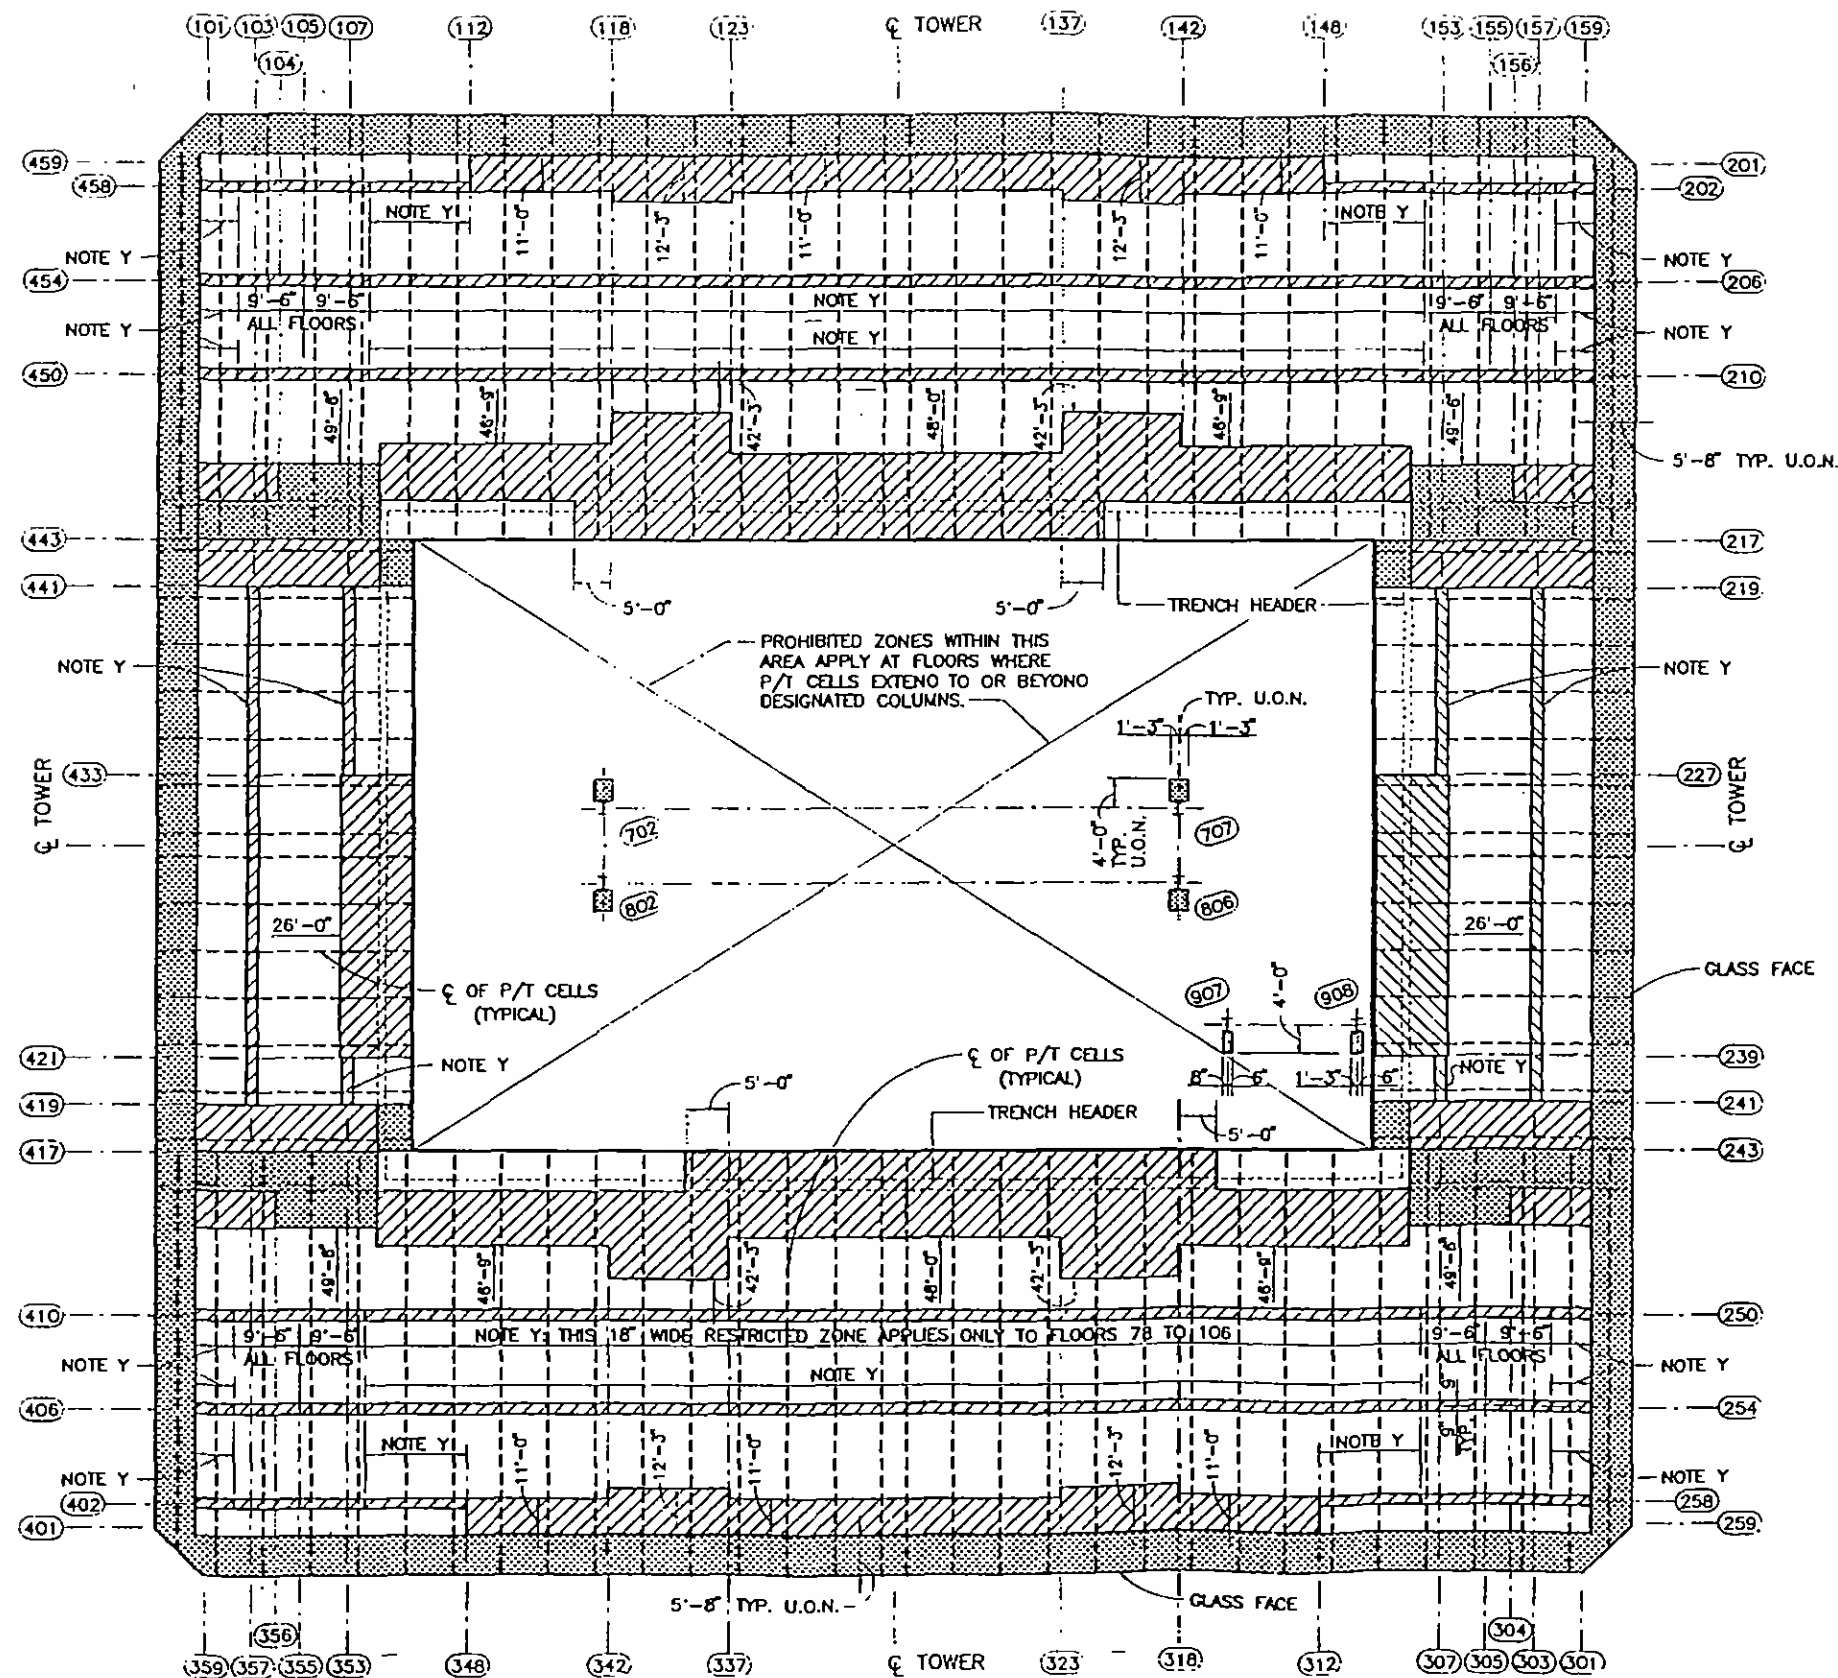 101 103 105 107 112 118 123 ℄ TOWER 137 142 148 153 155 157 159
104 156
459 201
458 202
NOTE Y NOTE Y
11'-0" 12'-3" 11'-0" 12'-3" 11'-0"
NOTE Y NOTE Y
454 206
9'-6" 9'-6" NOTE Y 9'-6" 9'-6"
ALL FLOORS ALL FLOORS
NOTE Y NOTE Y NOTE Y
450 210
49'-6" 46'-9" 42'-3" 48'-0" 42'-3" 46'-9" 49'-6"
5'-8" TYP. U.O.N.
443 217
441 219
5'-0" 5'-0" TRENCH HEADER
PROHIBITED ZONES WITHIN THIS
AREA APPLY AT FLOORS WHERE
P/T CELLS EXTEND TO OR BEYOND
DESIGNATED COLUMNS.
NOTE Y NOTE Y
TYP. U.O.N.
1'-3" 1'-3"
433 227
℄ TOWER ℄ TOWER
702 707
4'-0"
TYP.
U.O.N.
802 806
26'-0" 26'-0"
℄ OF P/T CELLS
(TYPICAL)
907 908
4'-0"
GLASS FACE
421 239
NOTE Y NOTE Y
℄ OF P/T CELLS
(TYPICAL)
8" 6" 1'-3" 6"
419 241
5'-0" TRENCH HEADER 5'-0"
417 243
49'-6" 46'-9" 42'-3" 48'-0" 42'-3" 46'-9" 49'-6"
410 250
9'-6" 9'-6" NOTE Y: THIS 18" WIDE RESTRICTED ZONE APPLIES ONLY TO FLOORS 78 TO 106 9'-6" 9'-6"
ALL FLOORS ALL FLOORS
NOTE Y NOTE Y NOTE Y
9"
406 254
9"
TYP.
NOTE Y NOTE Y
11'-0" 12'-3" 11'-0" 12'-3" 11'-0"
NOTE Y NOTE Y
402 258
401 259
5'-8" TYP. U.O.N. GLASS FACE
356 304
359 357 355 353 348 342 337 ℄ TOWER 323 318 312 307 305 303 301